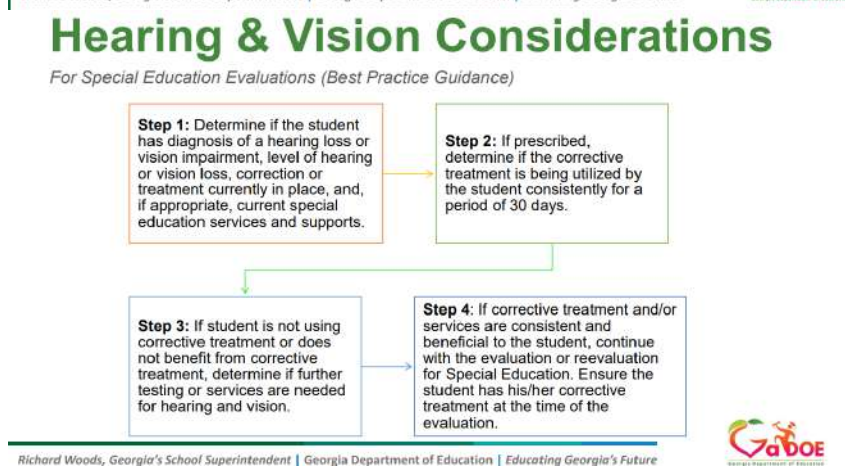 Hearing & Vision Considerations
For Special Education Evaluations (Best Practice Guidance)
Step 1: Determine if the student
has diagnosis of a hearing loss or
vision impairment, level of hearing
or vision loss, correction or
treatment currently in place, and,
if appropriate, current special
education services and supports.
Step 2: If prescribed,
determine if the corrective
treatment is being utilized by
the student consistently for a
period of 30 days.
Step 3: If student is not using
corrective treatment or does
not benefit from corrective
treatment, determine if further
testing or services are needed
for hearing and vision.
Step 4: If corrective treatment and/or
services are consistent and
beneficial to the student, continue
with the evaluation or reevaluation
for Special Education. Ensure the
student has his/her corrective
treatment at the time of the
evaluation.
Richard Woods, Georgia's School Superintendent | Georgia Department of Education | Educating Georgia's Future
GaDOE
Georgia Department of Education